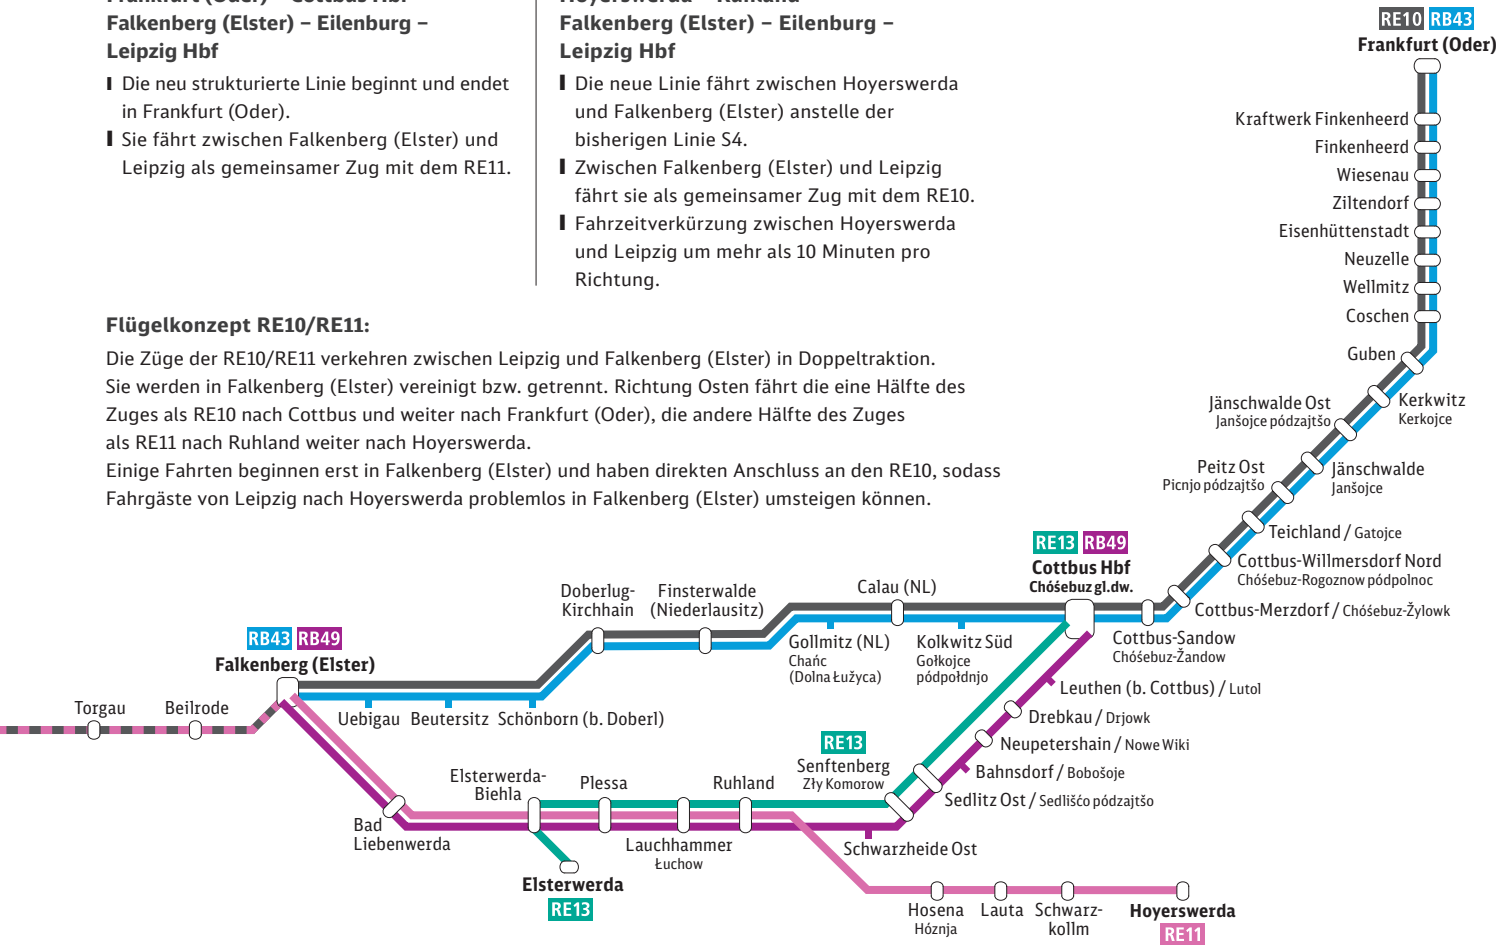 Frankfurt (Oder) – Cottbus Hbf
Falkenberg (Elster) – Eilenburg –
Leipzig Hbf
Die neu strukturierte Linie beginnt und endet
in Frankfurt (Oder).
Sie fährt zwischen Falkenberg (Elster) und
Leipzig als gemeinsamer Zug mit dem RE11.
Hoyerswerda – Ruhland
Falkenberg (Elster) – Eilenburg –
Leipzig Hbf
Die neue Linie fährt zwischen Hoyerswerda
und Falkenberg (Elster) anstelle der
bisherigen Linie S4.
Zwischen Falkenberg (Elster) und Leipzig
fährt sie als gemeinsamer Zug mit dem RE10.
Fahrzeitverkürzung zwischen Hoyerswerda
und Leipzig um mehr als 10 Minuten pro
Richtung.
Flügelkonzept RE10/RE11:
Die Züge der RE10/RE11 verkehren zwischen Leipzig und Falkenberg (Elster) in Doppeltraktion.
Sie werden in Falkenberg (Elster) vereinigt bzw. getrennt. Richtung Osten fährt die eine Hälfte des
Zuges als RE10 nach Cottbus und weiter nach Frankfurt (Oder), die andere Hälfte des Zuges
als RE11 nach Ruhland weiter nach Hoyerswerda.
Einige Fahrten beginnen erst in Falkenberg (Elster) und haben direkten Anschluss an den RE10, sodass
Fahrgäste von Leipzig nach Hoyerswerda problemlos in Falkenberg (Elster) umsteigen können.
RE10 RB43
Frankfurt (Oder)
Kraftwerk Finkenheerd
Finkenheerd
Wiesenau
Ziltendorf
Eisenhüttenstadt
Neuzelle
Wellmitz
Coschen
Guben
Kerkwitz
Kerkojce
Jänschwalde Ost
Janšojce pódzajtšo
Jänschwalde
Janšojce
Peitz Ost
Picnjo pódzajtšo
Teichland / Gatojce
Cottbus-Willmersdorf Nord
Chóśebuz-Rogoznow pódpolnoc
Cottbus-Merzdorf / Chóśebuz-Žylowk
Cottbus-Sandow
Chóśebuz-Žandow
RE13 RB49
Cottbus Hbf
Chóśebuz gl.dw.
Calau (NL)
Kolkwitz Süd
Gołkojce
pódpołdnjo
Gollmitz (NL)
Chańc
(Dolna Łužyca)
Finsterwalde
(Niederlausitz)
Doberlug-
Kirchhain
Schönborn (b. Doberl)
Beutersitz
Uebigau
RB43 RB49
Falkenberg (Elster)
Beilrode
Torgau
Leuthen (b. Cottbus) / Lutol
Drebkau / Drjowk
Neupetershain / Nowe Wiki
Bahnsdorf / Bobošoje
Sedlitz Ost / Sedlišćo pódzajtšo
RE13
Senftenberg
Zły Komorow
Schwarzheide Ost
Ruhland
Lauchhammer
Łuchow
Plessa
Elsterwerda-
Biehla
Bad
Liebenwerda
Elsterwerda
RE13
Hosena
Hóznja
Lauta
Schwarz-
kollm
Hoyerswerda
RE11